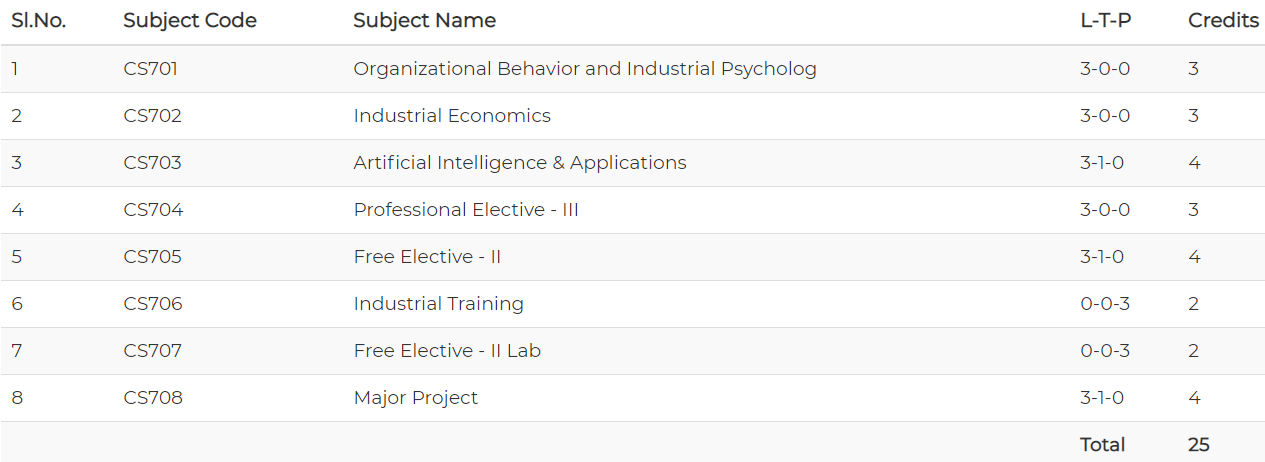 Sl.No. Subject Code Subject Name L-T-P Credits
1 CS701 Organizational Behavior and Industrial Psycholog 3-0-0 3
2 CS702 Industrial Economics 3-0-0 3
3 CS703 Artificial Intelligence & Applications 3-1-0 4
4 CS704 Professional Elective - III 3-0-0 3
5 CS705 Free Elective - II 3-1-0 4
6 CS706 Industrial Training 0-0-3 2
7 CS707 Free Elective - II Lab 0-0-3 2
8 CS708 Major Project 3-1-0 4
Total 25